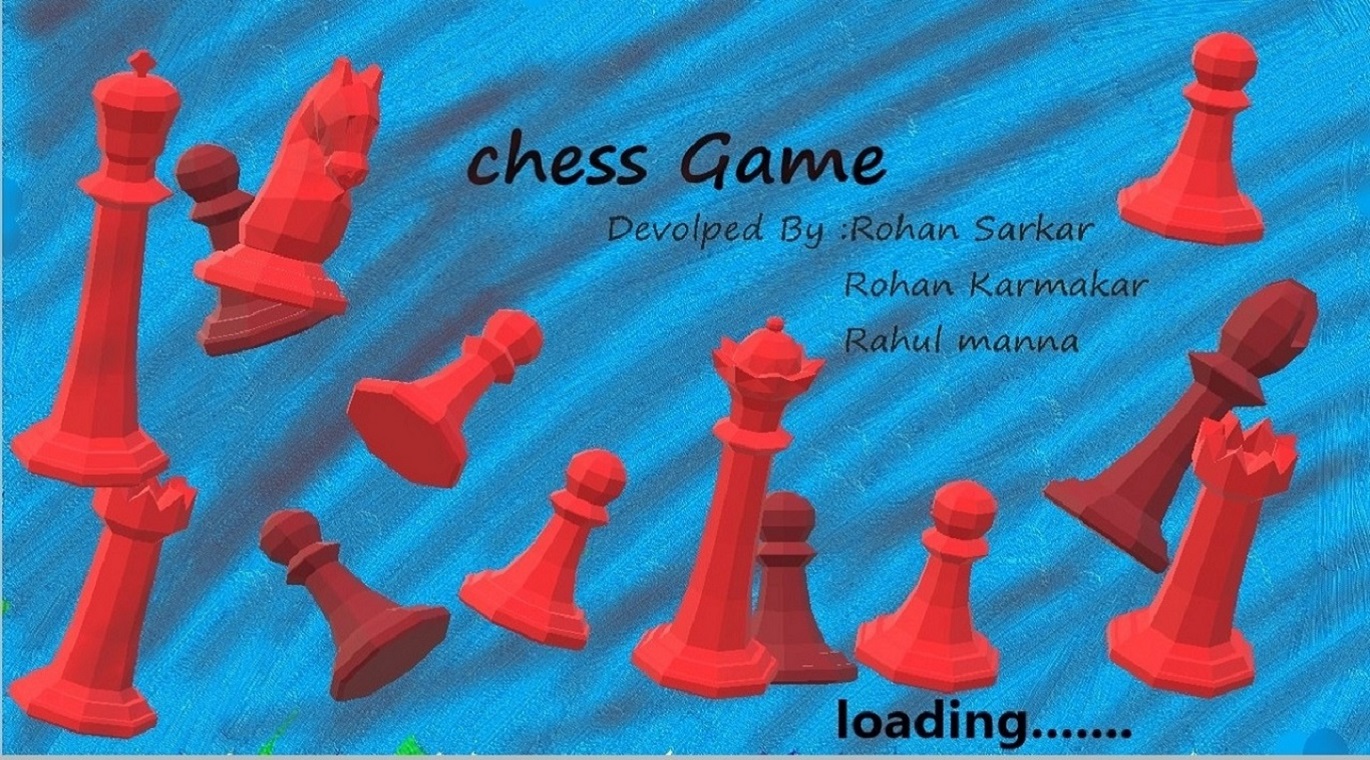 chess Game
Devolped By :Rohan Sarkar
Rohan Karmakar
Rahul manna
loading.......